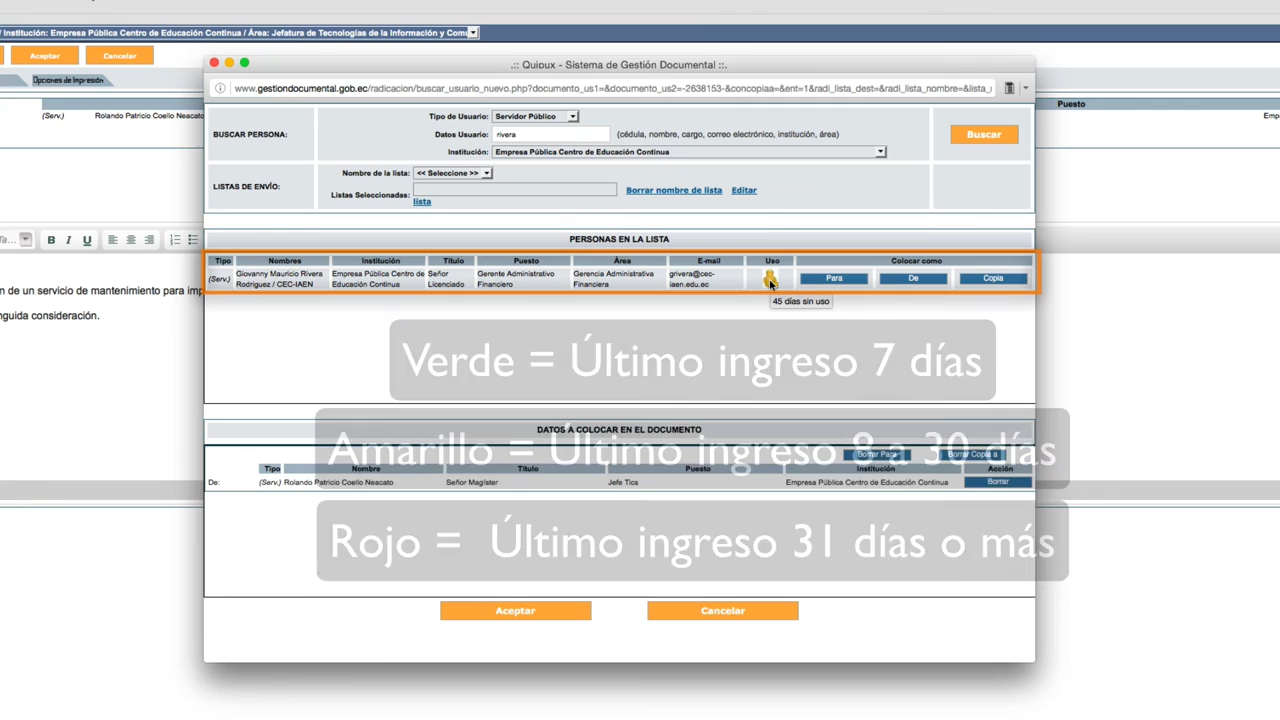 / Institución: Empresa Pública Centro de Educación Continua / Área: Jefatura de Tecnologías de la Información y Comu
Aceptar Cancelar
Opciones de Impresión
Puesto
(Serv.) Rolando Patricio Coello Neacato
Emp
Ta...
B I U
n de un servicio de mantenimiento para imp
nguida consideración.
.:: Quipux - Sistema de Gestión Documental ::.
www.gestiondocumental.gob.ec/radicacion/buscar_usuario_nuevo.php?documento_us1=&documento_us2=-2638153-&concopiaa=&ent=1&radi_lista_dest=&radi_lista_nombre=&lista_
BUSCAR PERSONA:
Tipo de Usuario: Servidor Público
Datos Usuario: rivera (cédula, nombre, cargo, correo electrónico, institución, área)
Institución: Empresa Pública Centro de Educación Continua
Buscar
LISTAS DE ENVÍO:
Nombre de la lista: << Seleccione >>
Listas Seleccionadas: Borrar nombre de lista Editar
lista
PERSONAS EN LA LISTA
Tipo Nombres Institución Título Puesto Área E-mail Uso Colocar como
(Serv.) Giovanny Mauricio Rivera Empresa Pública Centro de Señor Gerente Administrativo Gerencia Administrativa grivera@cec- Para De Copia
Rodriguez / CEC-IAEN Educación Continua Licenciado Financiero Financiera iaen.edu.ec
45 días sin uso
Verde = Último ingreso 7 días
DATOS A COLOCAR EN EL DOCUMENTO
Amarillo = Último ingreso 8 a 30 días
Borrar Para Borrar Copia a
Tipo Nombre Título Puesto Institución Acción
De: (Serv.) Rolando Patricio Coello Neacato Señor Magíster Jefe Tics Empresa Pública Centro de Educación Continua Borrar
Rojo = Último ingreso 31 días o más
Aceptar Cancelar